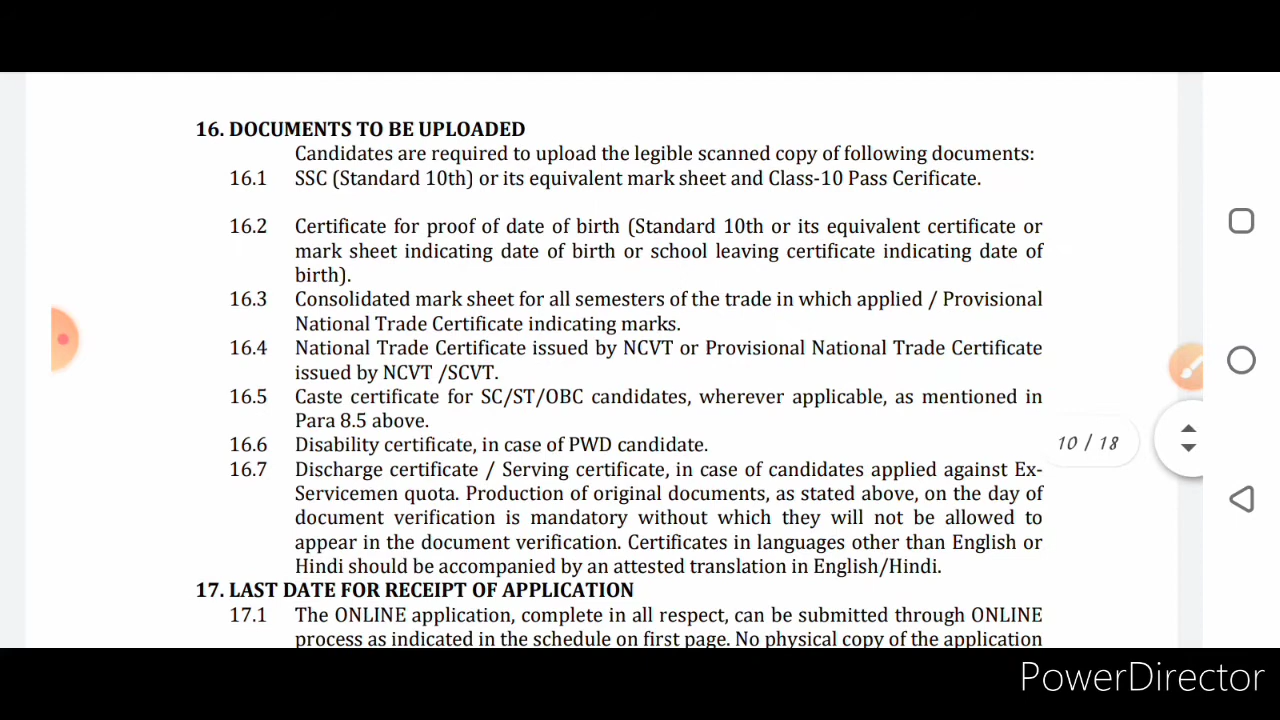 16. DOCUMENTS TO BE UPLOADED
Candidates are required to upload the legible scanned copy of following documents:
16.1 SSC (Standard 10th) or its equivalent mark sheet and Class-10 Pass Cerificate.
16.2 Certificate for proof of date of birth (Standard 10th or its equivalent certificate or
mark sheet indicating date of birth or school leaving certificate indicating date of
birth).
16.3 Consolidated mark sheet for all semesters of the trade in which applied / Provisional
National Trade Certificate indicating marks.
16.4 National Trade Certificate issued by NCVT or Provisional National Trade Certificate
issued by NCVT /SCVT.
16.5 Caste certificate for SC/ST/OBC candidates, wherever applicable, as mentioned in
Para 8.5 above.
16.6 Disability certificate, in case of PWD candidate.
10 / 18
16.7 Discharge certificate / Serving certificate, in case of candidates applied against Ex-
Servicemen quota. Production of original documents, as stated above, on the day of
document verification is mandatory without which they will not be allowed to
appear in the document verification. Certificates in languages other than English or
Hindi should be accompanied by an attested translation in English/Hindi.
17. LAST DATE FOR RECEIPT OF APPLICATION
17.1 The ONLINE application, complete in all respect, can be submitted through ONLINE
process as indicated in the schedule on first page. No physical copy of the application
PowerDirector